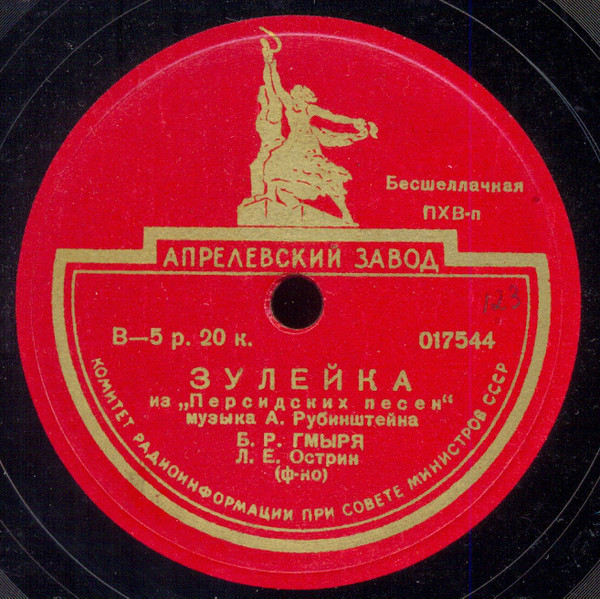 Бесшеллачная
ПХВ-п
АПРЕЛЕВСКИЙ ЗАВОД
123
В—5 р. 20 к.
017544
ЗУЛЕЙКА
из „Персидских песен“
музыка А. Рубинштейна
Б. Р. ГМЫРЯ
Л. Е. Острин
(ф-но)
КОМИТЕТ РАДИОИНФОРМАЦИИ ПРИ СОВЕТЕ МИНИСТРОВ СССР